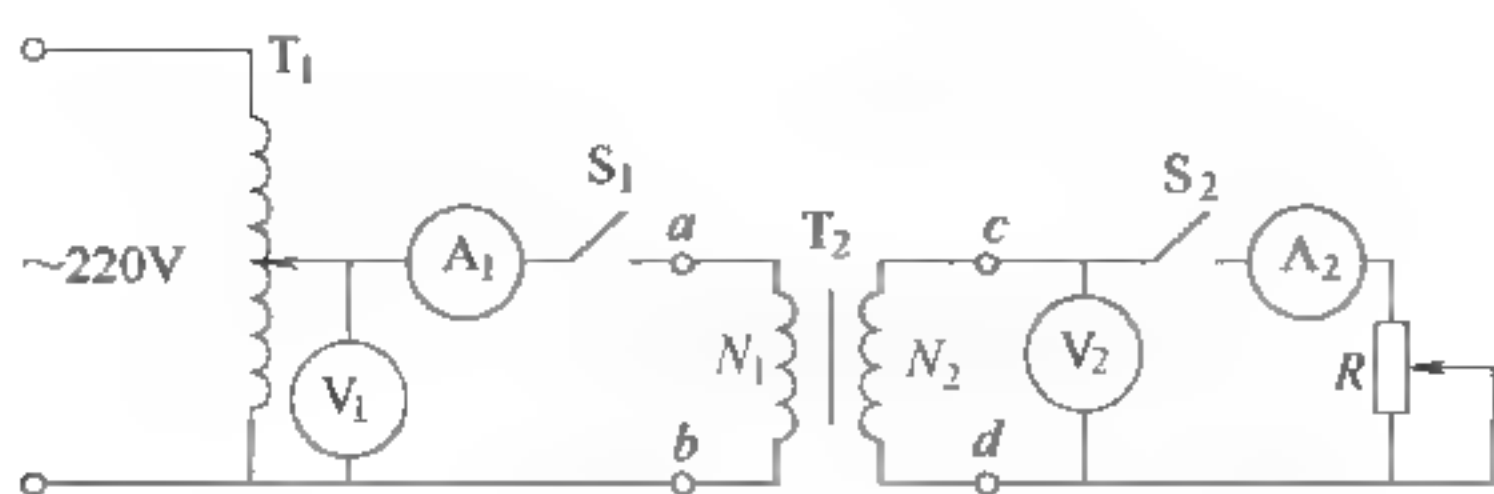 T₁
S₁
S₂
a
T₂
c
~220V
A₁
A₂
V₁
N₁
N₂
V₂
R
b
d